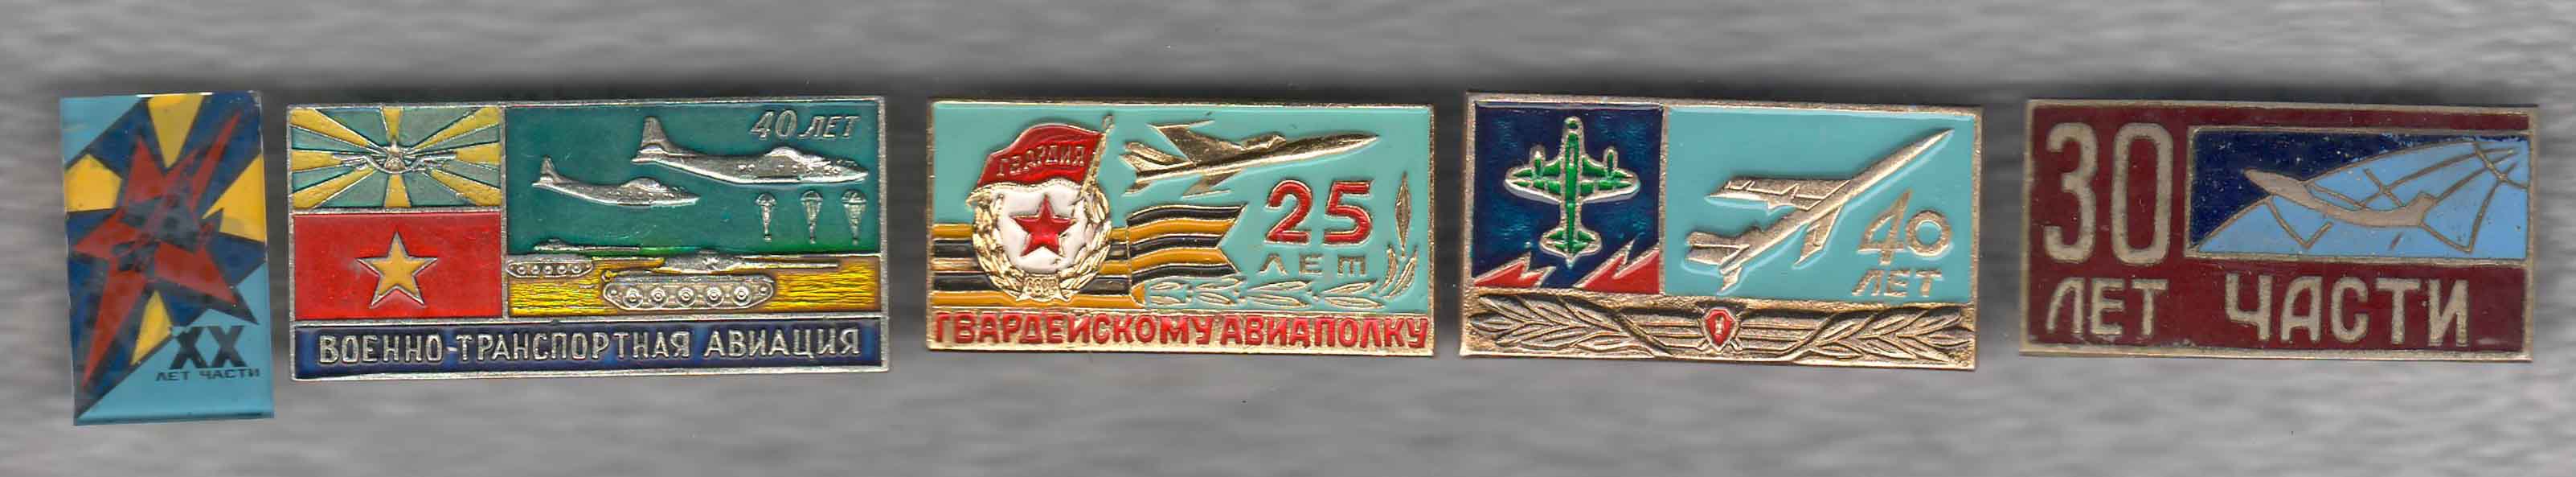 XX
ЛЕТ ЧАСТИ
40 ЛЕТ
ВОЕННО-ТРАНСПОРТНАЯ АВИАЦИЯ
ГВАРДИЯ
25
ЛЕТ
ГВАРДЕЙСКОМУ АВИАПОЛКУ
40
ЛЕТ
30
ЛЕТ ЧАСТИ